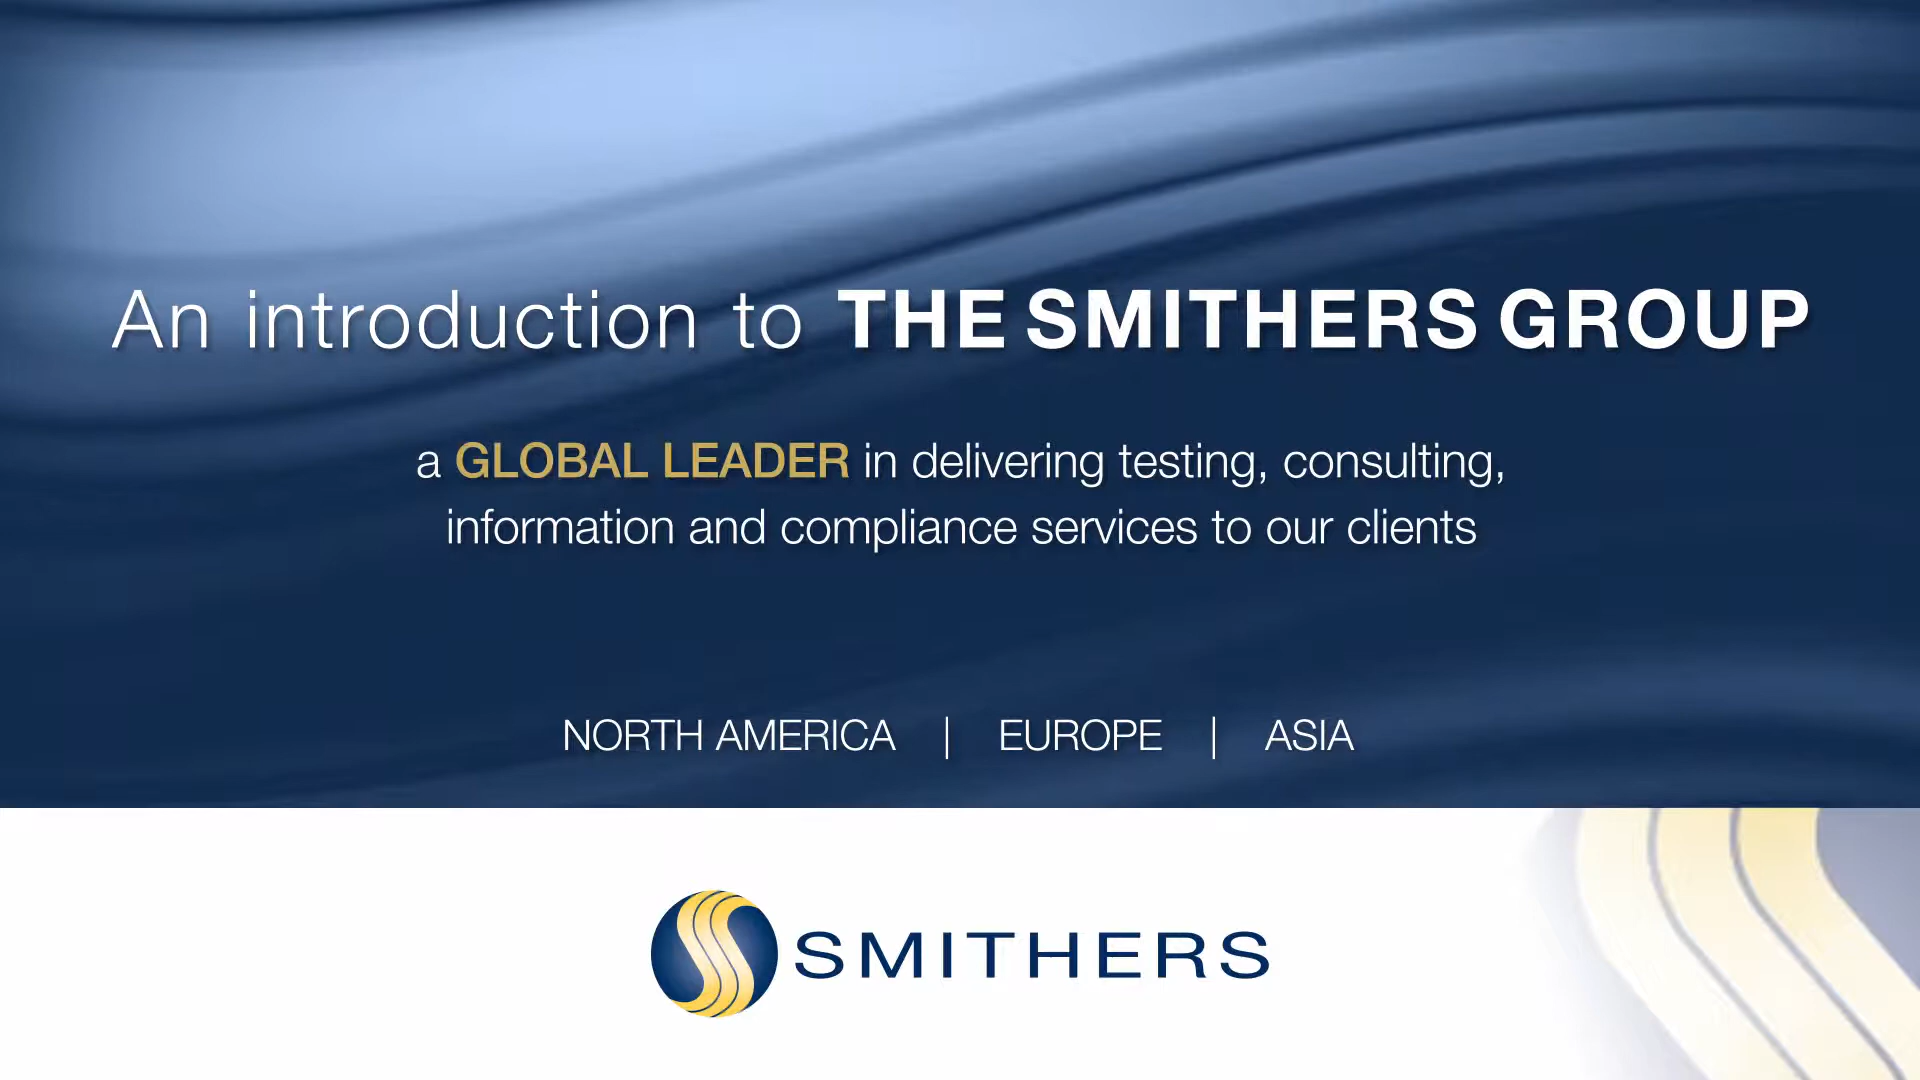 An introduction to THE SMITHERS GROUP
a GLOBAL LEADER in delivering testing, consulting,
information and compliance services to our clients
NORTH AMERICA | EUROPE | ASIA
SMITHERS